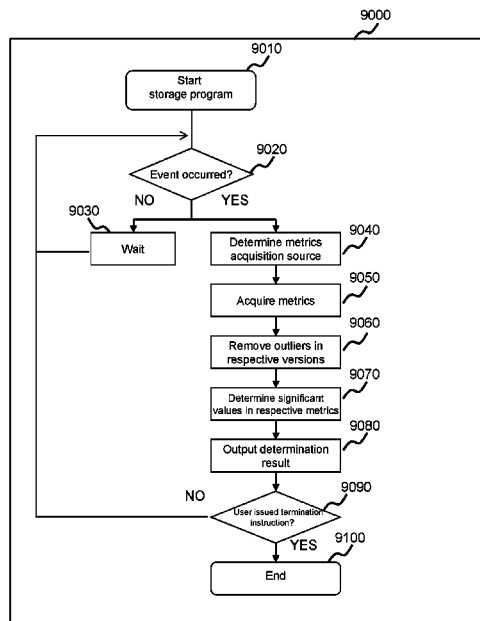 9000
9010
Start
storage program
9020
Event occurred?
NO
YES
9030
Wait
9040
Determine metrics
acquisition source
9050
Acquire metrics
9060
Remove outliers in
respective versions
9070
Determine significant
values in respective metrics
9080
Output determination
result
NO
9090
User issued termination
instruction?
YES
9100
End